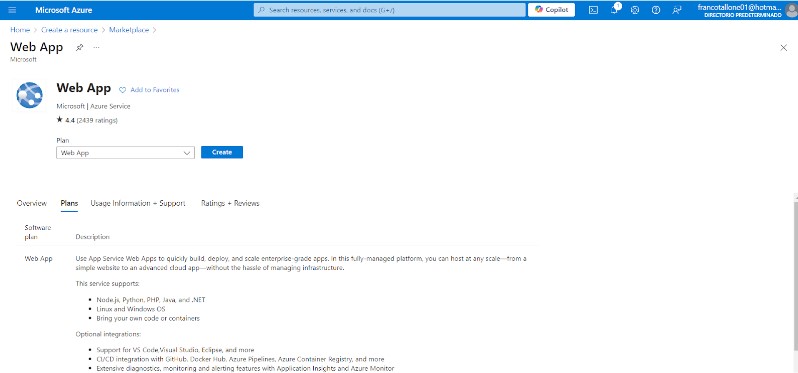 Microsoft Azure
Search resources, services, and docs (G+/)
Copilot
1
francotallone01@hotma...
DIRECTORIO PREDETERMINADO
Home > Create a resource > Marketplace >
Web App
Microsoft
Web App
Add to Favorites
Microsoft | Azure Service
4.4 (2439 ratings)
Plan
Web App
Create
Overview Plans Usage Information + Support Ratings + Reviews
Software plan Description
Web App Use App Service Web Apps to quickly build, deploy, and scale enterprise-grade apps. In this fully-managed platform, you can host at any scale—from a
simple website to an advanced cloud app—without the hassle of managing infrastructure.
This service supports:
• Node.js, Python, PHP, Java, and .NET
• Linux and Windows OS
• Bring your own code or containers
Optional integrations:
• Support for VS Code,Visual Studio, Eclipse, and more
• CI/CD integration with GitHub, Docker Hub, Azure Pipelines, Azure Container Registry, and more
• Extensive diagnostics, monitoring and alerting features with Application Insights and Azure Monitor